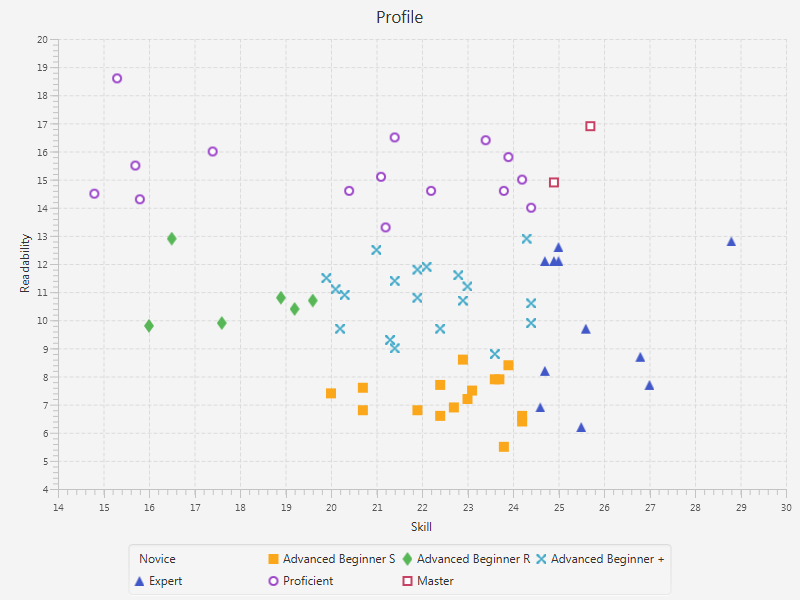 Profile
20
19
18
17
16
15
14
13
12
11
10
9
8
7
6
5
4
Readability
14 15 16 17 18 19 20 21 22 23 24 25 26 27 28 29 30
Skill
Novice Advanced Beginner S Advanced Beginner R Advanced Beginner +
Expert Proficient Master